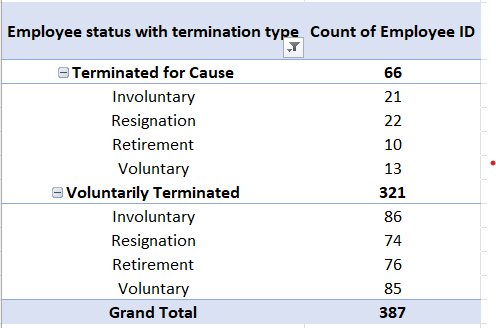 Employee status with termination type Count of Employee ID
Terminated for Cause 66
Involuntary 21
Resignation 22
Retirement 10
Voluntary 13
Voluntarily Terminated 321
Involuntary 86
Resignation 74
Retirement 76
Voluntary 85
Grand Total 387